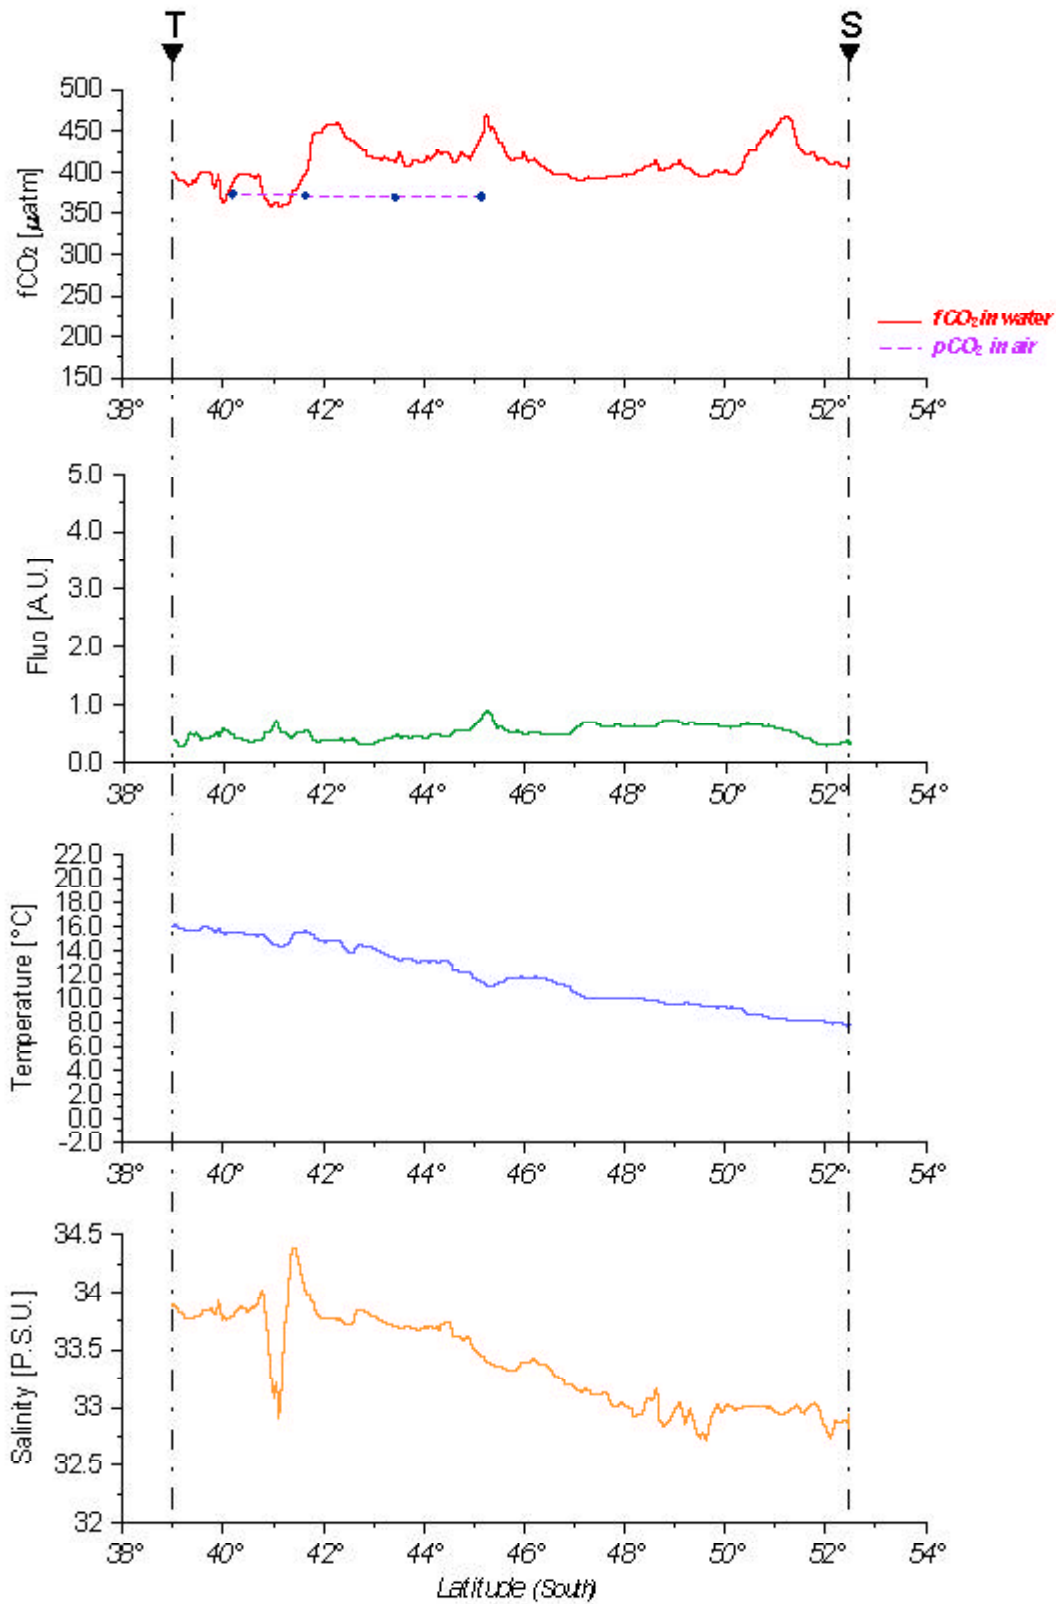 T S
500
450
400
350
300
250
200
150
fCO₂ [µatm]
fCO₂ in water
pCO₂ in air
38° 40° 42° 44° 46° 48° 50° 52° 54°
5.0
4.0
3.0
2.0
1.0
0.0
Fluo [A.U.]
38° 40° 42° 44° 46° 48° 50° 52° 54°
22.0
20.0
18.0
16.0
14.0
12.0
10.0
8.0
6.0
4.0
2.0
0.0
-2.0
Temperature [°C]
38° 40° 42° 44° 46° 48° 50° 52° 54°
34.5
34
33.5
33
32.5
32
Salinity [P.S.U.]
38° 40° 42° 44° 46° 48° 50° 52° 54°
Latitude (South)